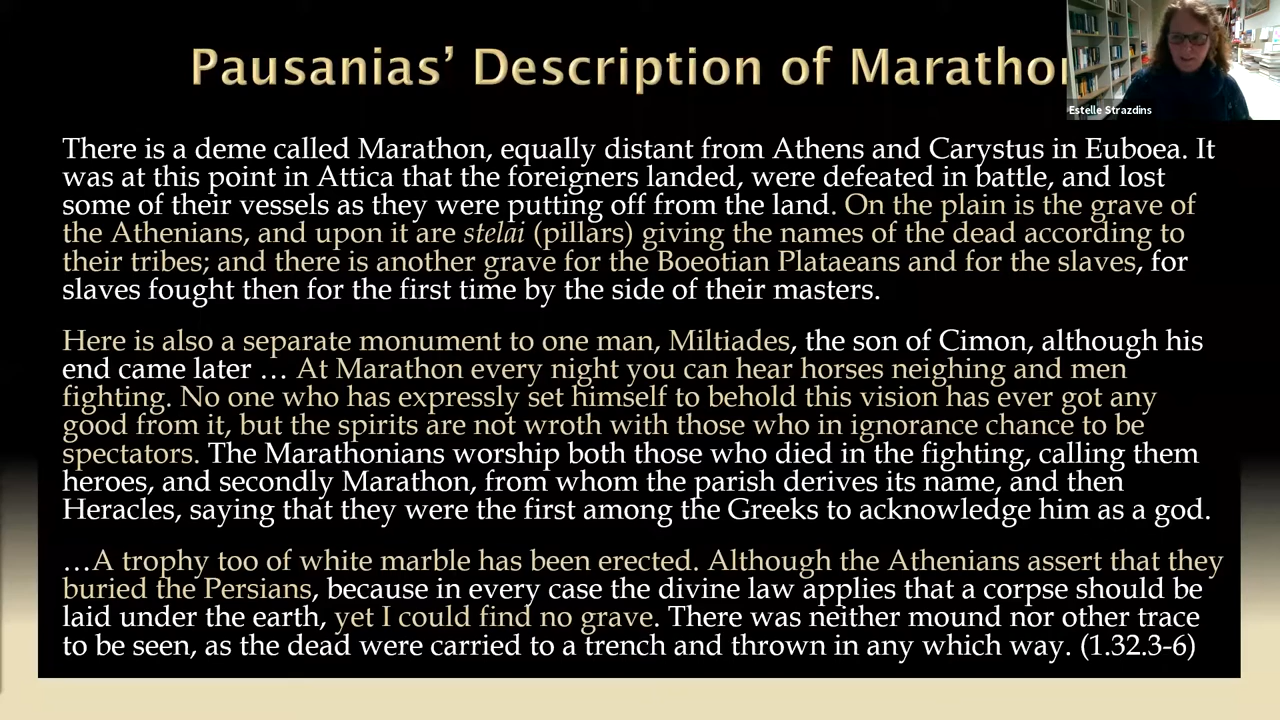 Pausanias' Description of Marathon
Estelle Strazdins
There is a deme called Marathon, equally distant from Athens and Carystus in Euboea. It
was at this point in Attica that the foreigners landed, were defeated in battle, and lost
some of their vessels as they were putting off from the land. On the plain is the grave of
the Athenians, and upon it are stelai (pillars) giving the names of the dead according to
their tribes; and there is another grave for the Boeotian Plataeans and for the slaves, for
slaves fought then for the first time by the side of their masters.
Here is also a separate monument to one man, Miltiades, the son of Cimon, although his
end came later … At Marathon every night you can hear horses neighing and men
fighting. No one who has expressly set himself to behold this vision has ever got any
good from it, but the spirits are not wroth with those who in ignorance chance to be
spectators. The Marathonians worship both those who died in the fighting, calling them
heroes, and secondly Marathon, from whom the parish derives its name, and then
Heracles, saying that they were the first among the Greeks to acknowledge him as a god.
…A trophy too of white marble has been erected. Although the Athenians assert that they
buried the Persians, because in every case the divine law applies that a corpse should be
laid under the earth, yet I could find no grave. There was neither mound nor other trace
to be seen, as the dead were carried to a trench and thrown in any which way. (1.32.3-6)